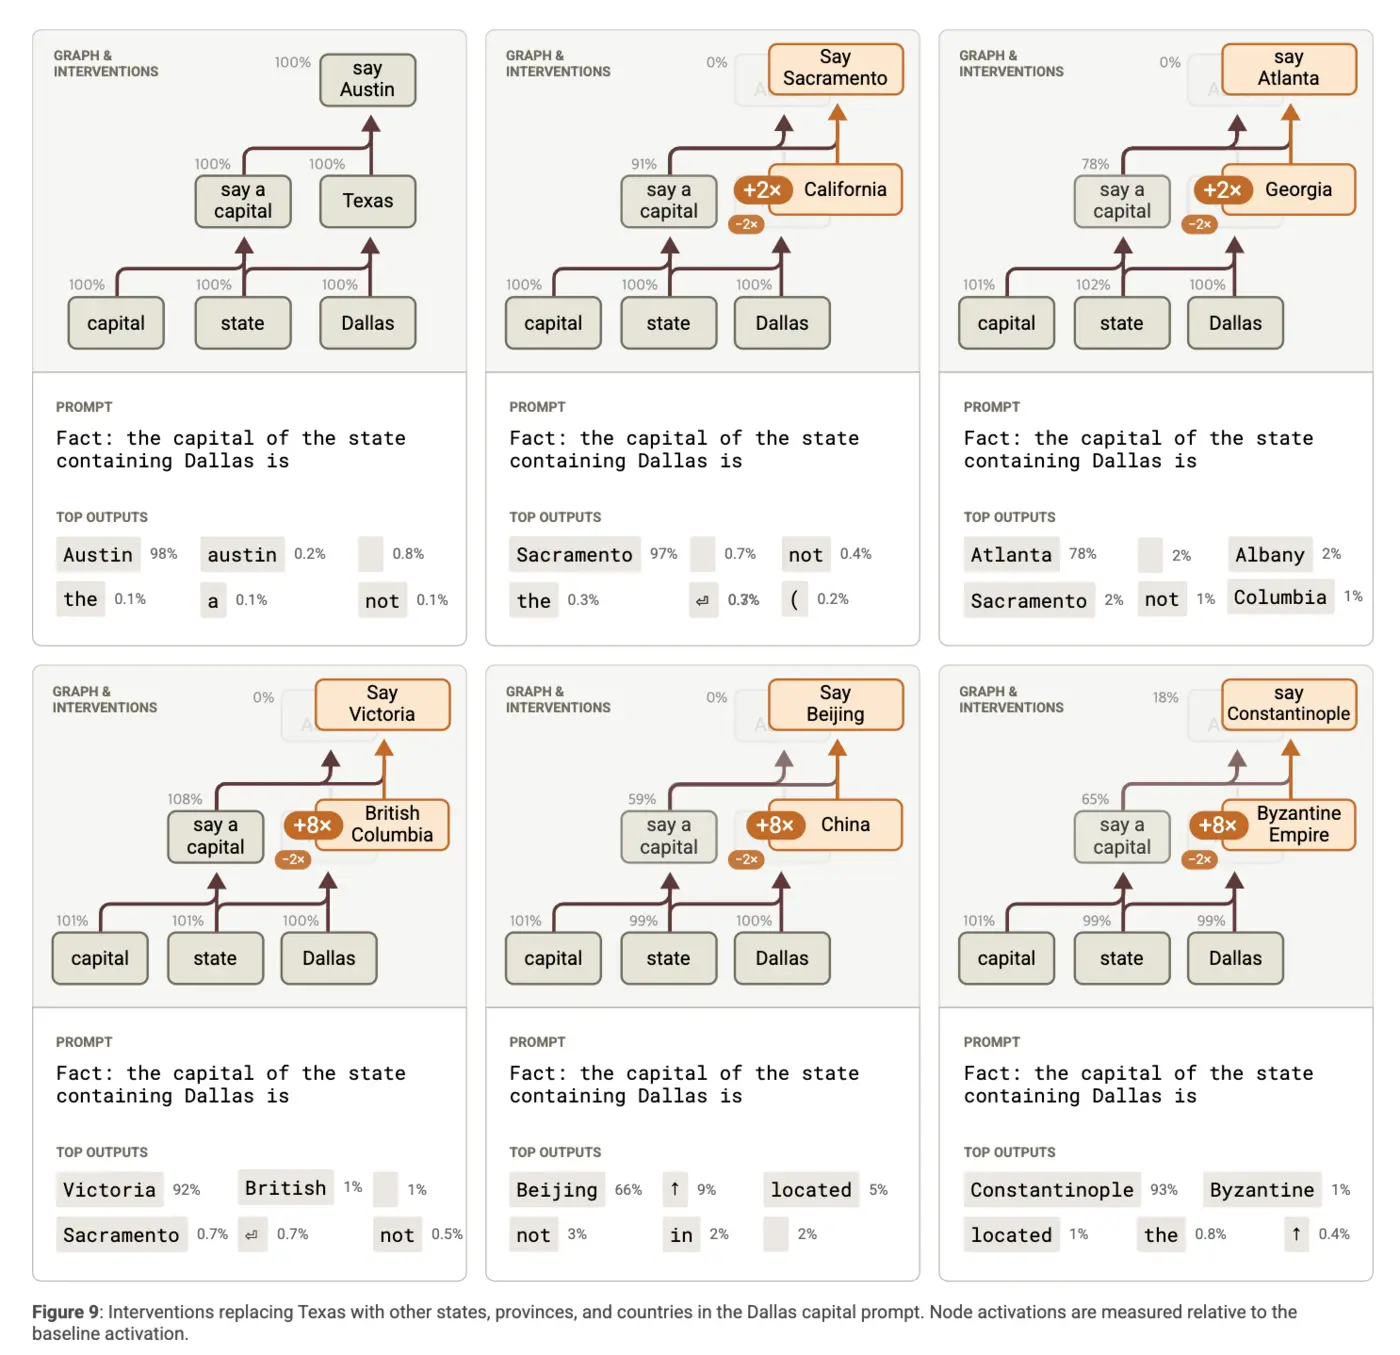 GRAPH &
INTERVENTIONS
100%
say
Austin
100%
100%
say a
capital
Texas
100%
100%
100%
capital
state
Dallas
PROMPT
Fact: the capital of the state
containing Dallas is
TOP OUTPUTS
Austin 98% austin 0.2% 0.8%
the 0.1% a 0.1% not 0.1%
GRAPH &
INTERVENTIONS
0%
Say
Sacramento
91%
say a
capital
+2×
California
−2×
100%
100%
100%
capital
state
Dallas
PROMPT
Fact: the capital of the state
containing Dallas is
TOP OUTPUTS
Sacramento 97% 0.7% not 0.4%
the 0.3% ⏎ ( 0.2%
GRAPH &
INTERVENTIONS
0%
say
Atlanta
78%
say a
capital
+2×
Georgia
−2×
101%
102%
100%
capital
state
Dallas
PROMPT
Fact: the capital of the state
containing Dallas is
TOP OUTPUTS
Atlanta 78% 2% Albany 2%
Sacramento 2% not 1% Columbia 1%
GRAPH &
INTERVENTIONS
0%
Say
Victoria
108%
say a
capital
+8×
British
Columbia
−2×
101%
101%
100%
capital
state
Dallas
PROMPT
Fact: the capital of the state
containing Dallas is
TOP OUTPUTS
Victoria 92% British 1% 1%
Sacramento 0.7% ⏎ 0.7% not 0.5%
GRAPH &
INTERVENTIONS
0%
Say
Beijing
59%
say a
capital
+8×
China
−2×
101%
99%
100%
capital
state
Dallas
PROMPT
Fact: the capital of the state
containing Dallas is
TOP OUTPUTS
Beijing 66% ↑ 9% located 5%
not 3% in 2% 2%
GRAPH &
INTERVENTIONS
18%
say
Constantinople
65%
say a
capital
+8×
Byzantine
Empire
−2×
101%
99%
99%
capital
state
Dallas
PROMPT
Fact: the capital of the state
containing Dallas is
TOP OUTPUTS
Constantinople 93% Byzantine 1%
located 1% the 0.8% ↑ 0.4%
Figure 9: Interventions replacing Texas with other states, provinces, and countries in the Dallas capital prompt. Node activations are measured relative to the
baseline activation.